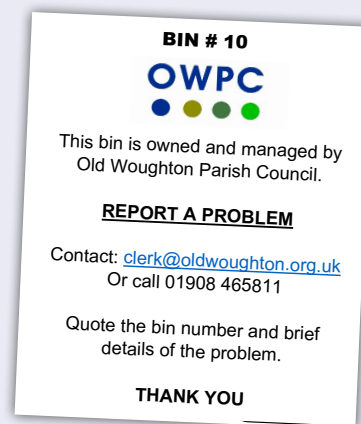 BIN # 10
OWPC
This bin is owned and managed by
Old Woughton Parish Council.
REPORT A PROBLEM
Contact: clerk@oldwoughton.org.uk
Or call 01908 465811
Quote the bin number and brief
details of the problem.
THANK YOU